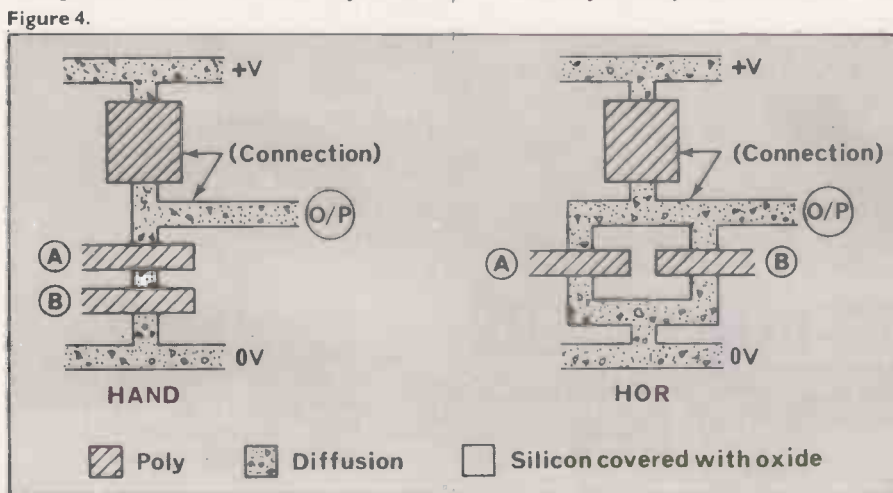 Figure 4.
+V
+V
(Connection)
(Connection)
O/P
O/P
A
A
B
B
0V
0V
HAND
HOR
Poly
Diffusion
Silicon covered with oxide